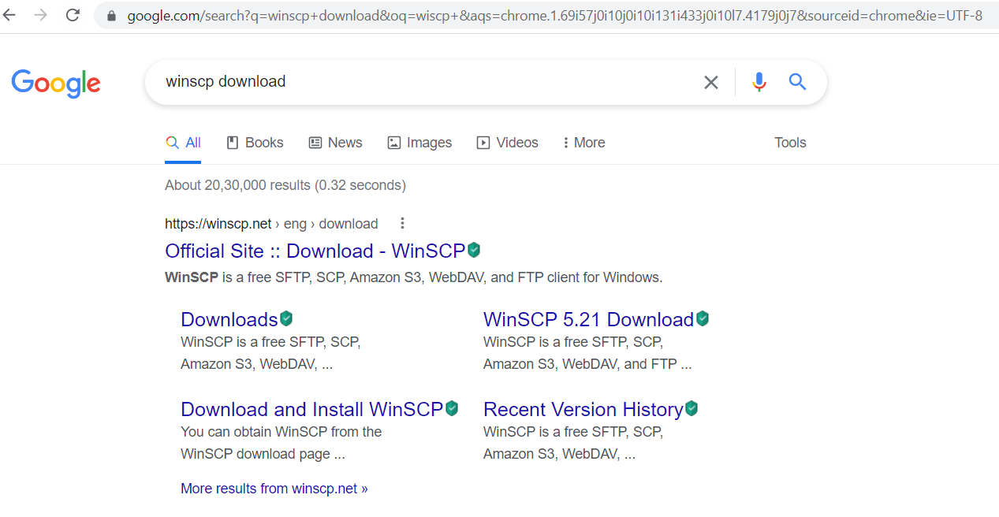 google.com/search?q=winscp+download&oq=wiscp+&aqs=chrome.1.69i57j0i10j0i10i131i433j0i10l7.4179j0j7&sourceid=chrome&ie=UTF-8
Google
winscp download
All Books News Images Videos More Tools
About 20,30,000 results (0.32 seconds)
https://winscp.net › eng › download
Official Site :: Download - WinSCP
WinSCP is a free SFTP, SCP, Amazon S3, WebDAV, and FTP client for Windows.
Downloads
WinSCP is a free SFTP, SCP,
Amazon S3, WebDAV, ...
WinSCP 5.21 Download
WinSCP is a free SFTP, SCP,
Amazon S3, WebDAV, and FTP ...
Download and Install WinSCP
You can obtain WinSCP from the
WinSCP download page ...
Recent Version History
WinSCP is a free SFTP, SCP,
Amazon S3, WebDAV, ...
More results from winscp.net »